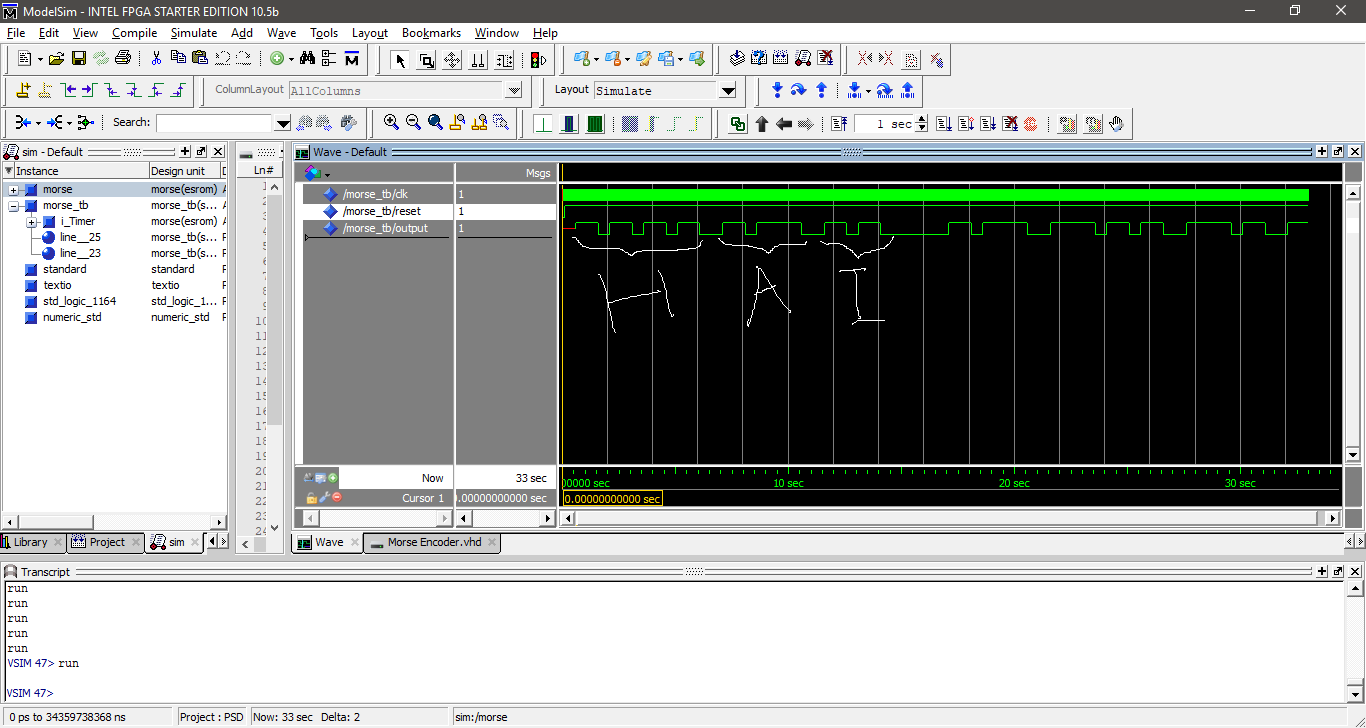 ModelSim - INTEL FPGA STARTER EDITION 10.5b
File Edit View Compile Simulate Add Wave Tools Layout Bookmarks Window Help
ColumnLayout AllColumns
Layout Simulate
Search:
1 sec
sim - Default
Instance Design unit
morse morse(esrom)
morse_tb morse_tb(s...
i_Timer morse(esrom)
line__25 morse_tb(s...
line__23 morse_tb(s...
standard standard
textio textio
std_logic_1164 std_logic_1...
numeric_std numeric_std
Library
Project
sim
Ln#
1
2
3
4
5
6
7
8
9
10
11
12
13
14
15
16
17
18
19
20
21
22
23
24
Wave - Default
Msgs
/morse_tb/clk 1
/morse_tb/reset 1
/morse_tb/output 1
H A I
Now 33 sec
Cursor 1 .00000000000 sec
00000 sec 10 sec 20 sec 30 sec
0.00000000000 sec
Wave
Morse Encoder.vhd
Transcript
run
run
run
run
run
VSIM 47> run
VSIM 47>
0 ps to 34359738368 ns Project : PSD Now: 33 sec Delta: 2 sim:/morse